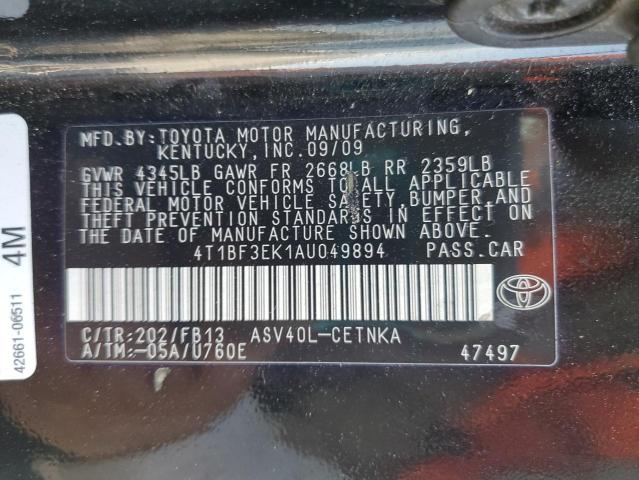 MFD.BY:TOYOTA MOTOR MANUFACTURING,
KENTUCKY,INC.09/09
GVWR 4345LB GAWR FR 2668LB RR 2359LB
THIS VEHICLE CONFORMS TO ALL APPLICABLE
FEDERAL MOTOR VEHICLE SAFETY,BUMPER,AND
THEFT PREVENTION STANDARDS IN EFFECT ON
THE DATE OF MANUFACTURE SHOWN ABOVE.
4T1BF3EK1AU049894 PASS.CAR
C/TR:202/FB13 ASV40L-CETNKA
A/TM:-05A/U760E 47497
TOYOTA
42661-06511
4M